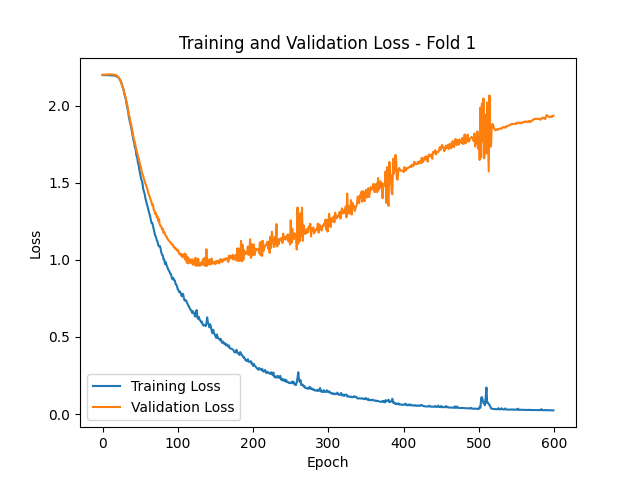 Training and Validation Loss - Fold 1
2.0
1.5
1.0
0.5
0.0
Loss
Training Loss
Validation Loss
0 100 200 300 400 500 600
Epoch